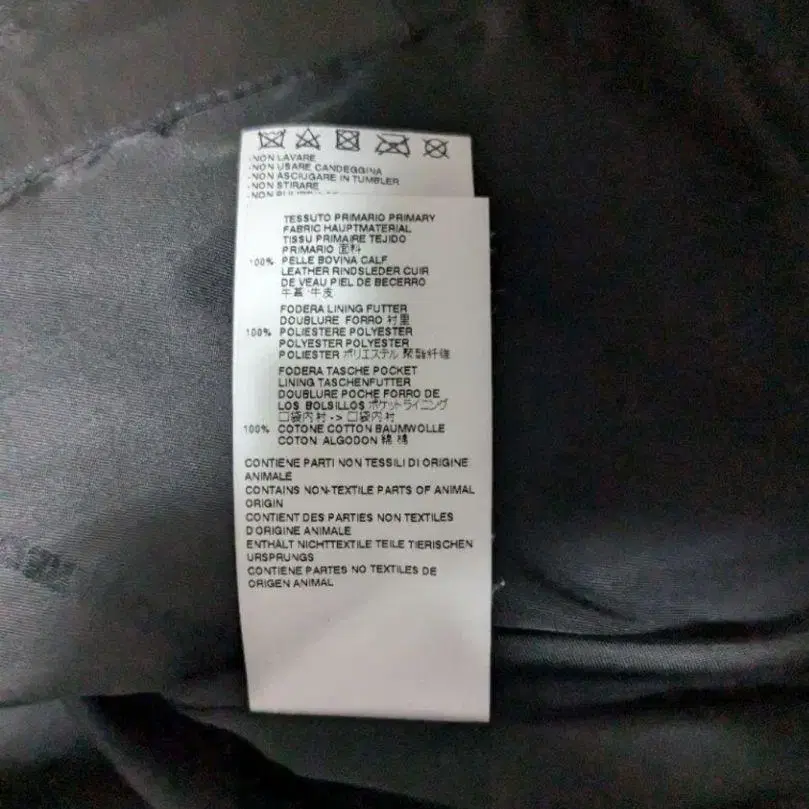 -NON LAVARE
-NON USARE CANDEGGINA
-NON ASCIUGARE IN TUMBLER
-NON STIRARE
TESSUTO PRIMARIO PRIMARY
FABRIC HAUPTMATERIAL
TISSU PRIMAIRE TEJIDO
PRIMARIO 面料
100% PELLE BOVINA CALF
LEATHER RINDSLEDER CUIR
DE VEAU PIEL DE BECERRO
牛革 牛皮
FODERA LINING FUTTER
DOUBLURE FORRO 衬里
100% POLIESTERE POLYESTER
POLYESTER POLYESTER
POLIESTER ポリエステル 聚酯纤维
FODERA TASCHE POCKET
LINING TASCHENFUTTER
DOUBLURE POCHE FORRO DE
LOS BOLSILLOS ポケットライニング
口袋内衬 -> 口袋内衬
100% COTONE COTTON BAUMWOLLE
COTON ALGODON 綿 棉
CONTIENE PARTI NON TESSILI DI ORIGINE
ANIMALE
CONTAINS NON-TEXTILE PARTS OF ANIMAL
ORIGIN
CONTIENT DES PARTIES NON TEXTILES
D'ORIGINE ANIMALE
ENTHÄLT NICHTTEXTILE TEILE TIERISCHEN
URSPRUNGS
CONTIENE PARTES NO TEXTILES DE
ORIGEN ANIMAL